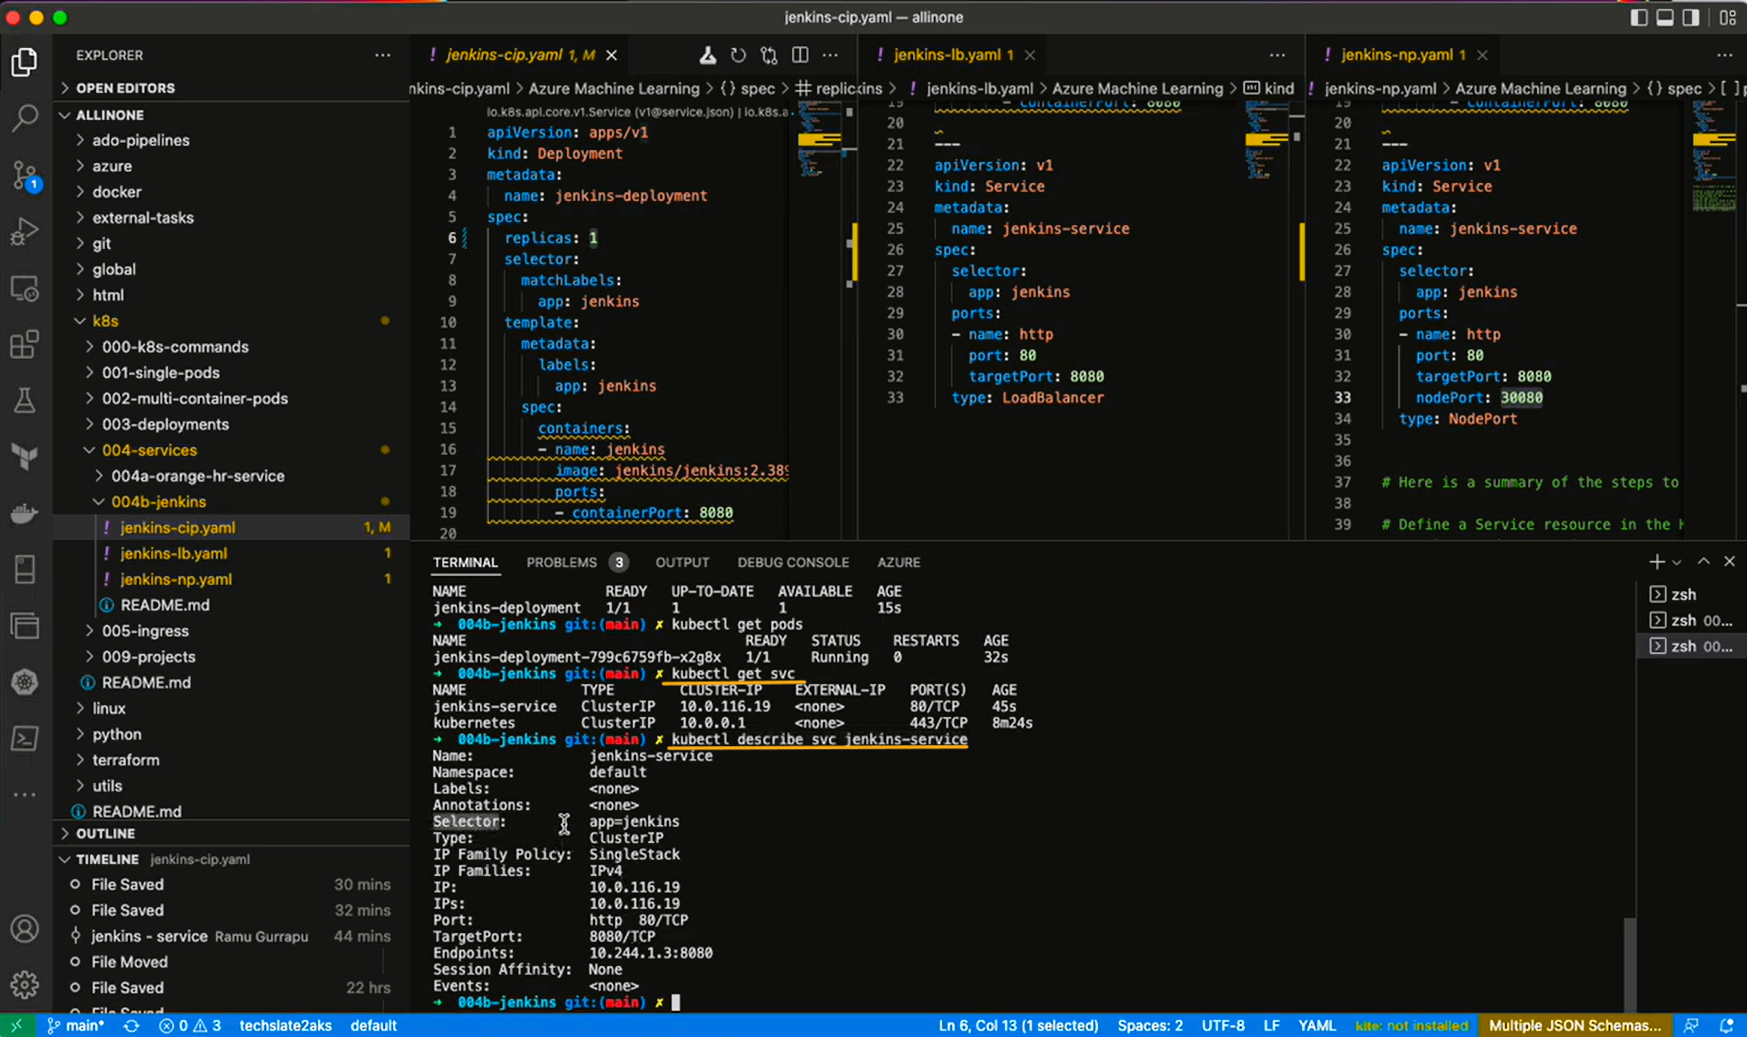 jenkins-cip.yaml — allinone
EXPLORER
OPEN EDITORS
ALLINONE
ado-pipelines
azure
docker
external-tasks
git
global
html
k8s
000-k8s-commands
001-single-pods
002-multi-container-pods
003-deployments
004-services
004a-orange-hr-service
004b-jenkins
! jenkins-cip.yaml 1, M
! jenkins-lb.yaml 1
! jenkins-np.yaml 1
README.md
005-ingress
009-projects
README.md
linux
python
terraform
utils
README.md
OUTLINE
TIMELINE jenkins-cip.yaml
File Saved 30 mins
File Saved 32 mins
jenkins - service Ramu Gurrapu 44 mins
File Moved
File Saved 22 hrs
File Saved
! jenkins-cip.yaml 1, M
nkins-cip.yaml > Azure Machine Learning > {} spec > # replic
io.k8s.api.core.v1.Service (v1@service.json) | io.k8s.a
1 apiVersion: apps/v1
2 kind: Deployment
3 metadata:
4 name: jenkins-deployment
5 spec:
6 replicas: 1
7 selector:
8 matchLabels:
9 app: jenkins
10 template:
11 metadata:
12 labels:
13 app: jenkins
14 spec:
15 containers:
16 - name: jenkins
17 image: jenkins/jenkins:2.389
18 ports:
19 - containerPort: 8080
20
! jenkins-lb.yaml 1
ins > ! jenkins-lb.yaml > Azure Machine Learning > kind
19 - containerPort: 8080
20
21 ---
22 apiVersion: v1
23 kind: Service
24 metadata:
25 name: jenkins-service
26 spec:
27 selector:
28 app: jenkins
29 ports:
30 - name: http
31 port: 80
32 targetPort: 8080
33 type: LoadBalancer
! jenkins-np.yaml 1
! jenkins-np.yaml > Azure Machine Learning > {} spec > [ ]
19 - containerPort: 8080
20
21 ---
22 apiVersion: v1
23 kind: Service
24 metadata:
25 name: jenkins-service
26 spec:
27 selector:
28 app: jenkins
29 ports:
30 - name: http
31 port: 80
32 targetPort: 8080
33 nodePort: 30080
34 type: NodePort
35
36
37 # Here is a summary of the steps to
38
39 # Define a Service resource in the
TERMINAL PROBLEMS 3 OUTPUT DEBUG CONSOLE AZURE
NAME READY UP-TO-DATE AVAILABLE AGE
jenkins-deployment 1/1 1 1 15s
→ 004b-jenkins git:(main) ✗ kubectl get pods
NAME READY STATUS RESTARTS AGE
jenkins-deployment-799c6759fb-x2g8x 1/1 Running 0 32s
→ 004b-jenkins git:(main) ✗ kubectl get svc
NAME TYPE CLUSTER-IP EXTERNAL-IP PORT(S) AGE
jenkins-service ClusterIP 10.0.116.19 <none> 80/TCP 45s
kubernetes ClusterIP 10.0.0.1 <none> 443/TCP 8m24s
→ 004b-jenkins git:(main) ✗ kubectl describe svc jenkins-service
Name: jenkins-service
Namespace: default
Labels: <none>
Annotations: <none>
Selector: app=jenkins
Type: ClusterIP
IP Family Policy: SingleStack
IP Families: IPv4
IP: 10.0.116.19
IPs: 10.0.116.19
Port: http 80/TCP
TargetPort: 8080/TCP
Endpoints: 10.244.1.3:8080
Session Affinity: None
Events: <none>
→ 004b-jenkins git:(main) ✗
zsh
zsh 00...
zsh 00...
main* 0 3 techslate2aks default Ln 6, Col 13 (1 selected) Spaces: 2 UTF-8 LF YAML kite: not installed Multiple JSON Schemas...